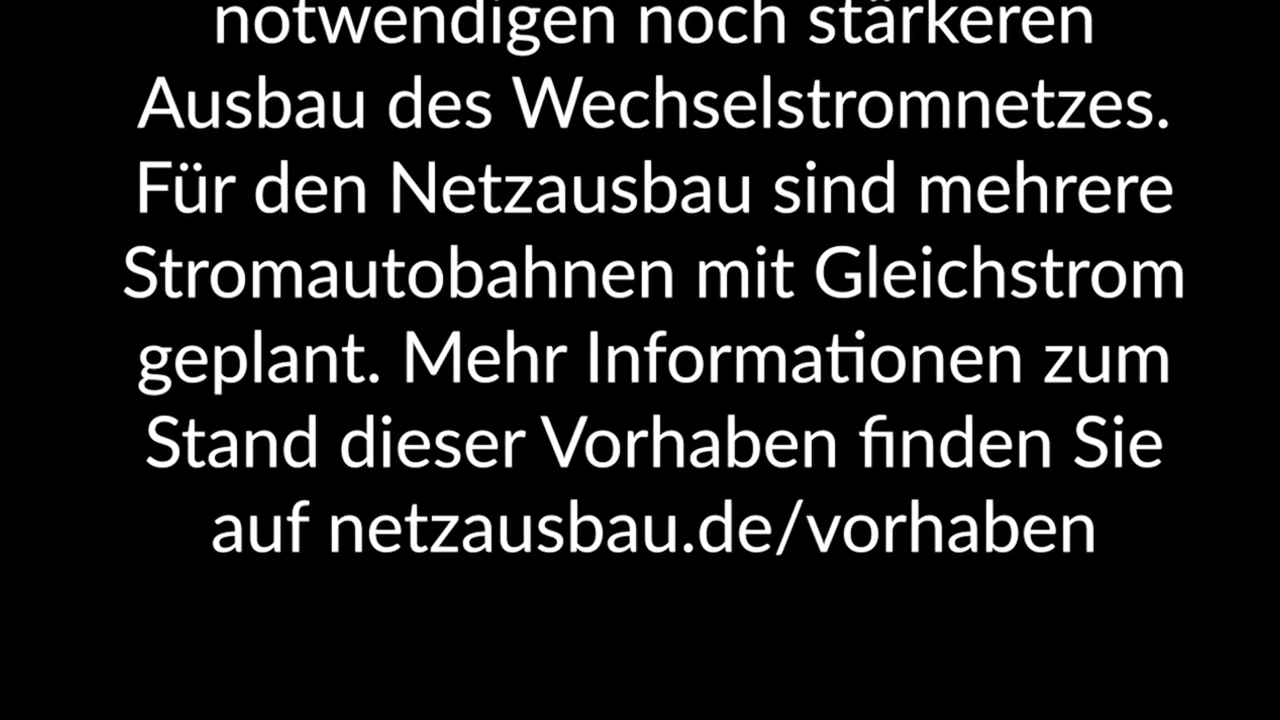 notwendigen noch stärkeren
Ausbau des Wechselstromnetzes.
Für den Netzausbau sind mehrere
Stromautobahnen mit Gleichstrom
geplant. Mehr Informationen zum
Stand dieser Vorhaben finden Sie
auf netzausbau.de/vorhaben